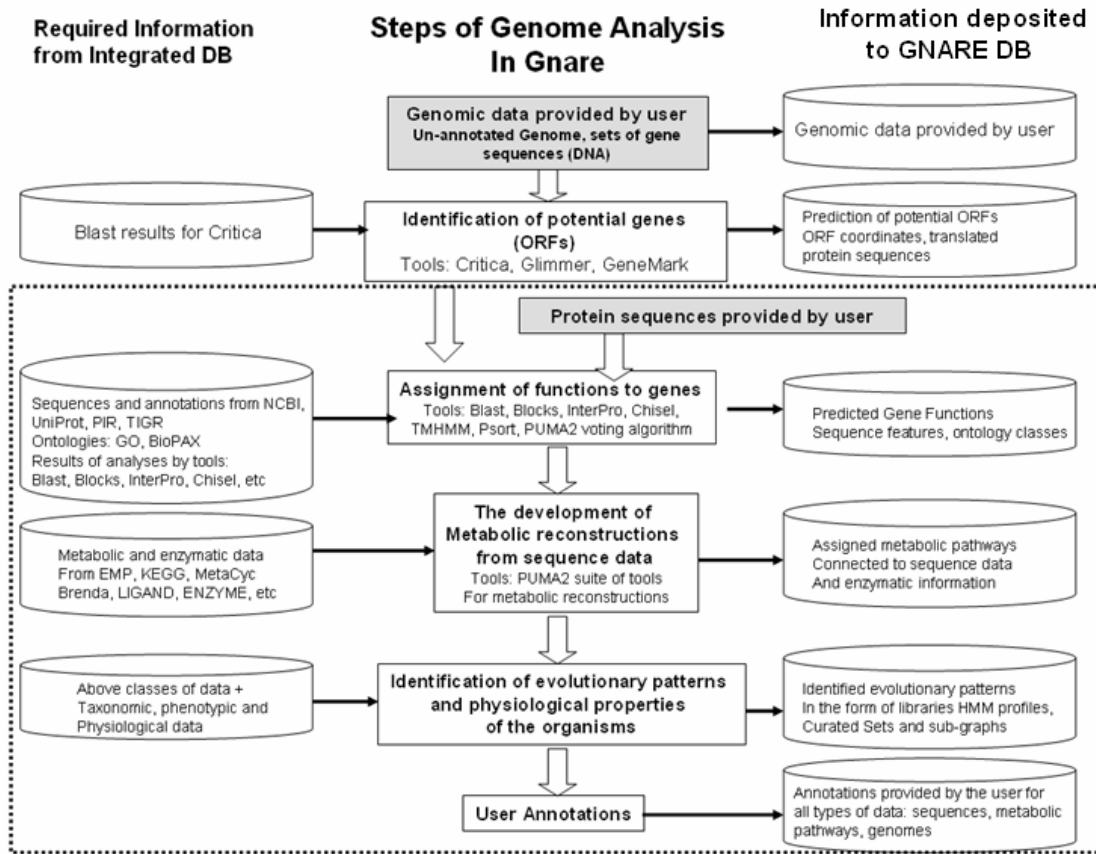 Required Information
from Integrated DB
Steps of Genome Analysis
In Gnare
Information deposited
to GNARE DB
Genomic data provided by user
Un-annotated Genome, sets of gene
sequences (DNA)
Genomic data provided by user
Blast results for Critica
Identification of potential genes
(ORFs)
Tools: Critica, Glimmer, GeneMark
Prediction of potential ORFs
ORF coordinates, translated
protein sequences
Protein sequences provided by user
Sequences and annotations from NCBI,
UniProt, PIR, TIGR
Ontologies: GO, BioPAX
Results of analyses by tools:
Blast, Blocks, InterPro, Chisel, etc
Assignment of functions to genes
Tools: Blast, Blocks, InterPro, Chisel,
TMHMM, Psort, PUMA2 voting algorithm
Predicted Gene Functions
Sequence features, ontology classes
Metabolic and enzymatic data
From EMP, KEGG, MetaCyc
Brenda, LIGAND, ENZYME, etc
The development of
Metabolic reconstructions
from sequence data
Tools: PUMA2 suite of tools
For metabolic reconstructions
Assigned metabolic pathways
Connected to sequence data
And enzymatic information
Above classes of data +
Taxonomic, phenotypic and
Physiological data
Identification of evolutionary patterns
and physiological properties
of the organisms
Identified evolutionary patterns
In the form of libraries HMM profiles,
Curated Sets and sub-graphs
User Annotations
Annotations provided by the user for
all types of data: sequences, metabolic
pathways, genomes